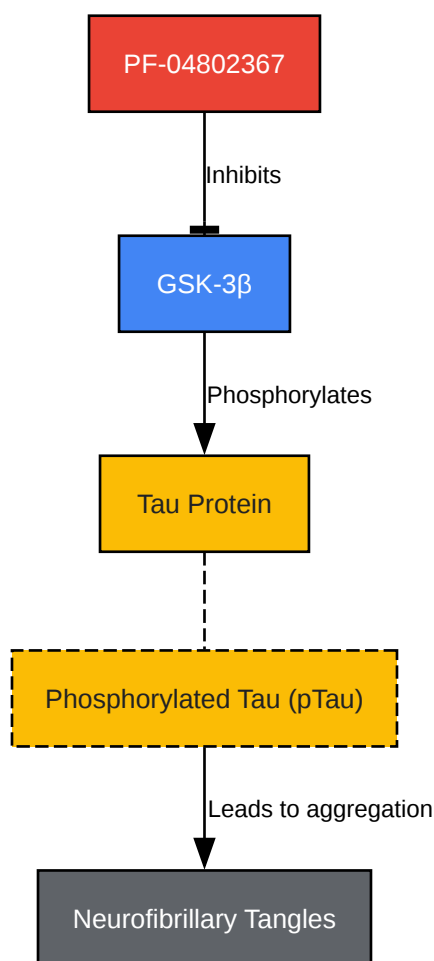 PF-04802367
Inhibits
GSK-3β
Phosphorylates
Tau Protein
Phosphorylated Tau (pTau)
Leads to aggregation
Neurofibrillary Tangles